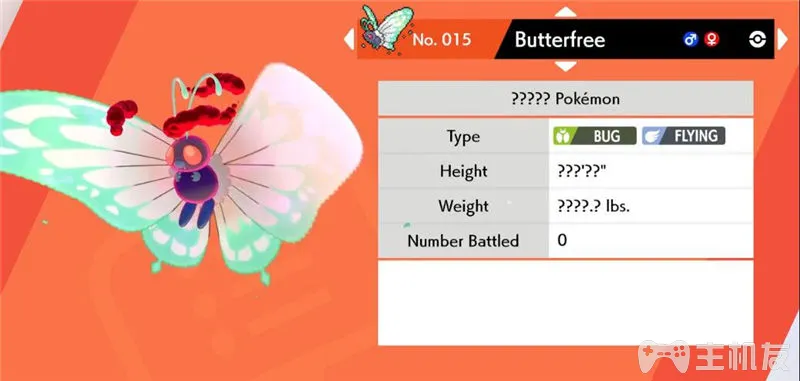 No. 015 Butterfree
????? Pokémon
Type BUG FLYING
Height ???'??"
Weight ????.? lbs.
Number Battled 0
主机友